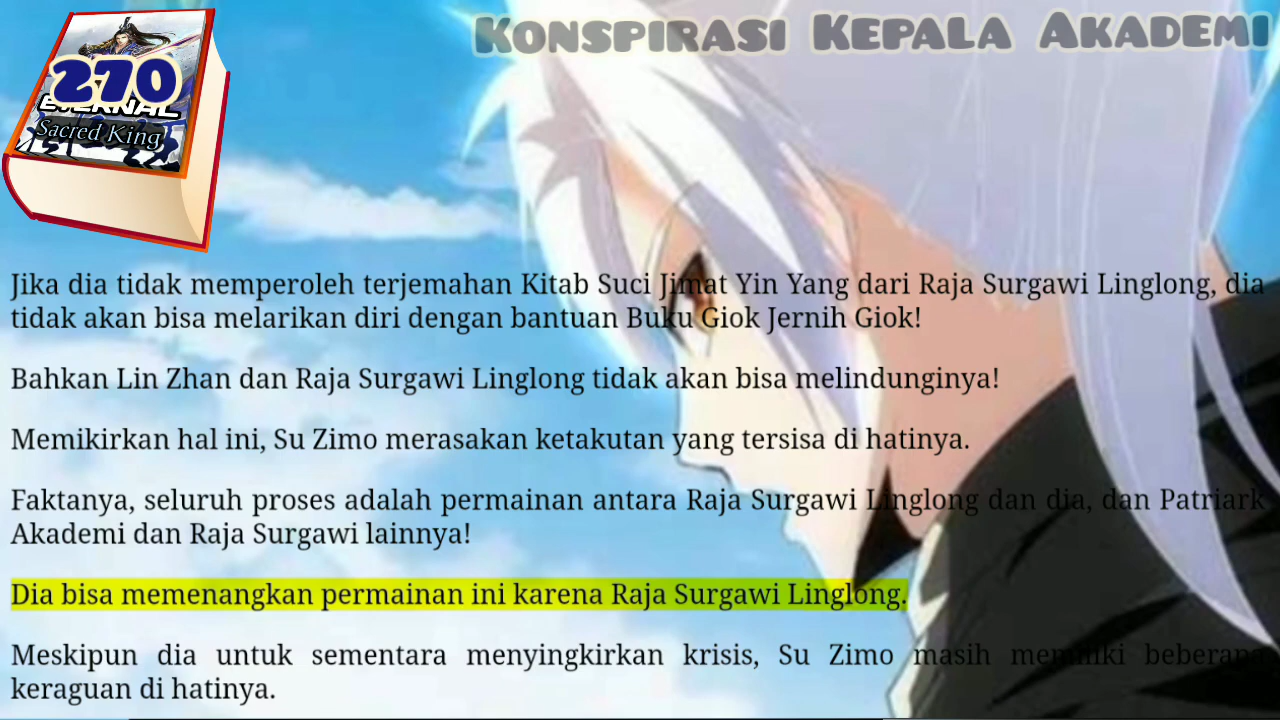 Konspirasi Kepala Akademi
270
ETERNAL
Sacred King
Jika dia tidak memperoleh terjemahan Kitab Suci Jimat Yin Yang dari Raja Surgawi Linglong, dia
tidak akan bisa melarikan diri dengan bantuan Buku Giok Jernih Giok!
Bahkan Lin Zhan dan Raja Surgawi Linglong tidak akan bisa melindunginya!
Memikirkan hal ini, Su Zimo merasakan ketakutan yang tersisa di hatinya.
Faktanya, seluruh proses adalah permainan antara Raja Surgawi Linglong dan dia, dan Patriark
Akademi dan Raja Surgawi lainnya!
Dia bisa memenangkan permainan ini karena Raja Surgawi Linglong.
Meskipun dia untuk sementara menyingkirkan krisis, Su Zimo masih memiliki beberapa
keraguan di hatinya.